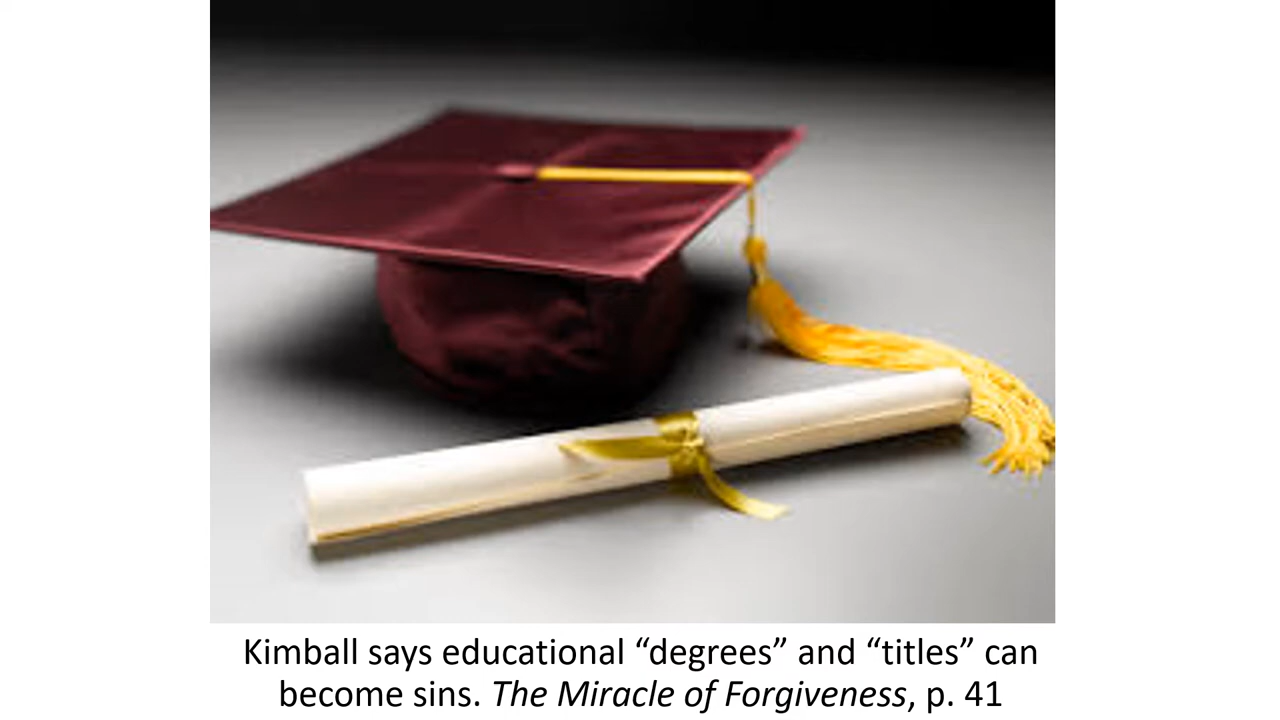 Kimball says educational “degrees” and “titles” can
become sins. The Miracle of Forgiveness, p. 41